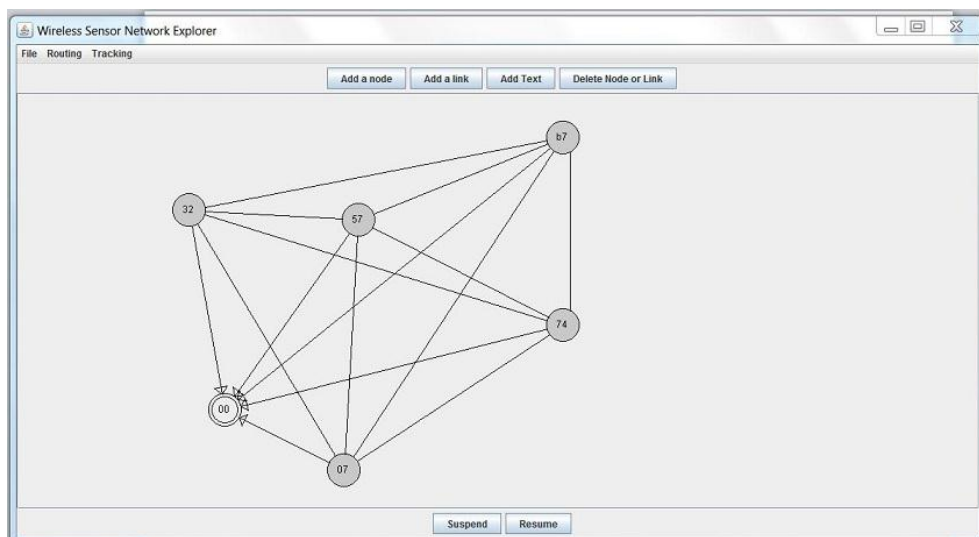 Wireless Sensor Network Explorer
File Routing Tracking
Add a node Add a link Add Text Delete Node or Link
b7
32
57
74
00
07
Suspend Resume